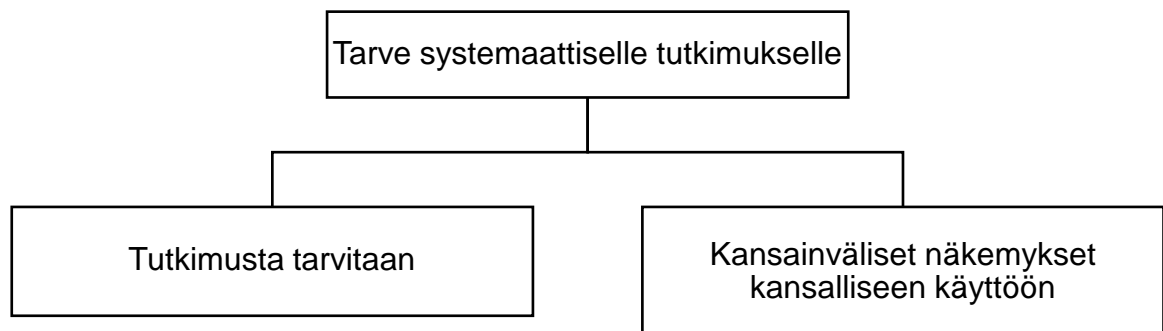 Tarve systemaattiselle tutkimukselle
Tutkimusta tarvitaan
Kansainväliset näkemykset
kansalliseen käyttöön